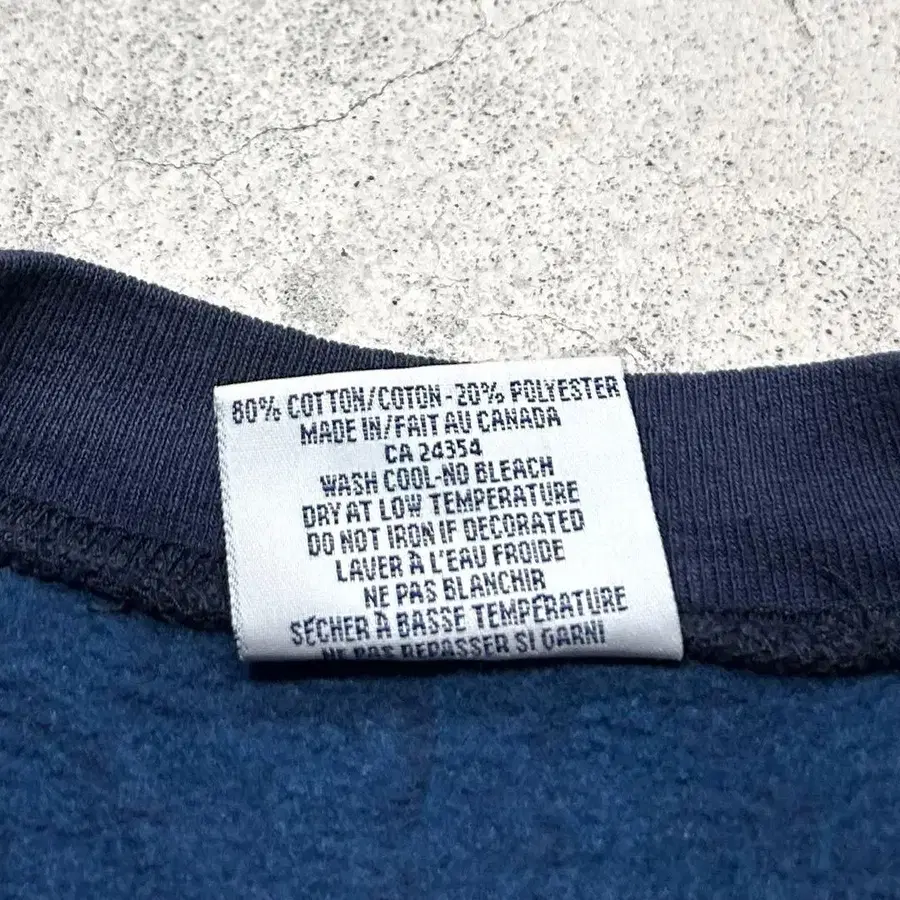 80% COTTON/COTON-20% POLYESTER
MADE IN/FAIT AU CANADA
CA 24354
WASH COOL-NO BLEACH
DRY AT LOW TEMPERATURE
DO NOT IRON IF DECORATED
LAVER À L'EAU FROIDE
NE PAS BLANCHIR
SÉCHER À BASSE TEMPÉRATURE
NE PAS REPASSER SI GARNI